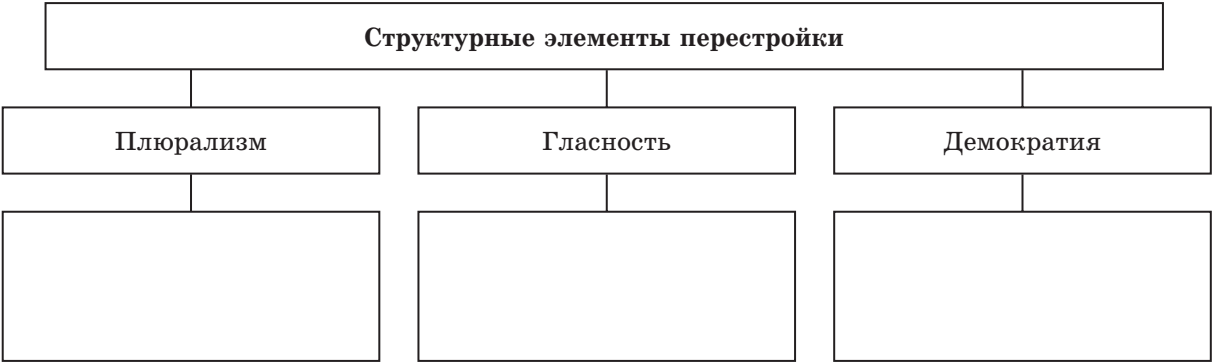 Структурные элементы перестройки
Плюрализм
Гласность
Демократия